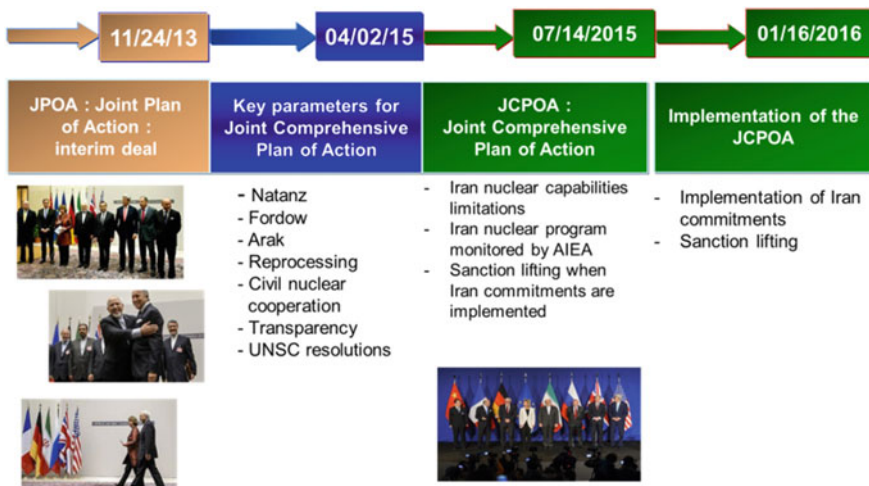 11/24/13
04/02/15
07/14/2015
01/16/2016
JPOA : Joint Plan
of Action :
interim deal
Key parameters for
Joint Comprehensive
Plan of Action
JCPOA :
Joint Comprehensive
Plan of Action
Implementation of the
JCPOA
- Natanz
- Fordow
- Arak
- Reprocessing
- Civil nuclear
cooperation
- Transparency
- UNSC resolutions
- Iran nuclear capabilities
limitations
- Iran nuclear program
monitored by AIEA
- Sanction lifting when
Iran commitments are
implemented
- Implementation of Iran
commitments
- Sanction lifting